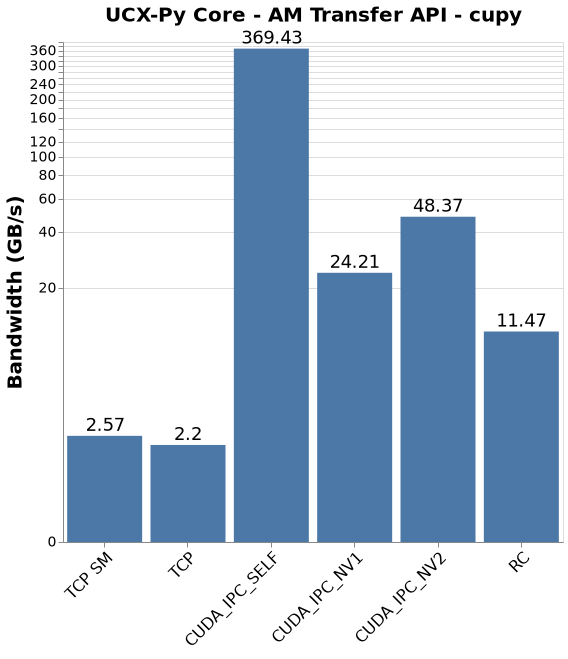 UCX-Py Core - AM Transfer API - cupy
369.43
360
300
240
200
160
120
100
80
60
48.37
40
24.21
20
11.47
2.57
2.2
0
Bandwidth (GB/s)
TCP SM
TCP
CUDA_IPC_SELF
CUDA_IPC_NV1
CUDA_IPC_NV2
RC